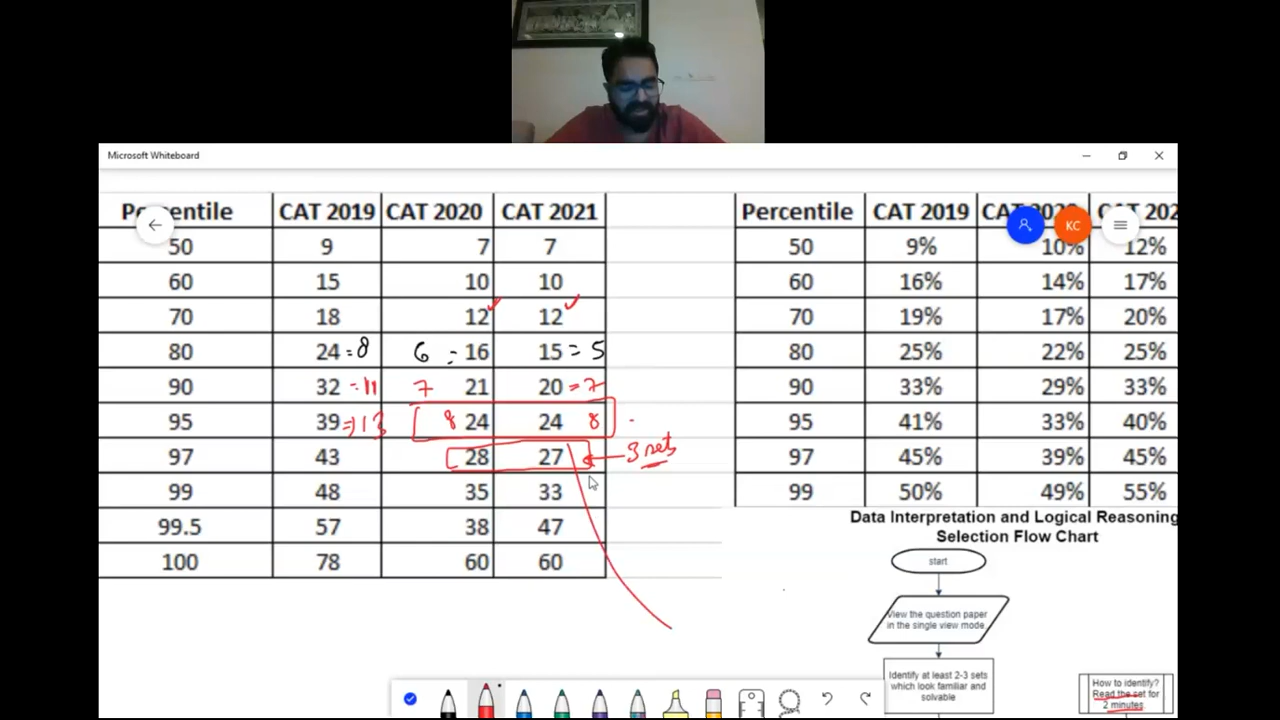 Microsoft Whiteboard
Percentile CAT 2019 CAT 2020 CAT 2021
50 9 7 7
60 15 10 10
70 18 12 12
80 24 = 8 6 = 16 15 = 5
90 32 = 11 7 21 20 = 7
95 39 = 13 8 24 24 8
97 43 28 27 3 set
99 48 35 33
99.5 57 38 47
100 78 60 60
Percentile CAT 2019 CAT 2020 CAT 202
KC
50 9% 10% 12%
60 16% 14% 17%
70 19% 17% 20%
80 25% 22% 25%
90 33% 29% 33%
95 41% 33% 40%
97 45% 39% 45%
99 50% 49% 55%
Data Interpretation and Logical Reasoning
Selection Flow Chart
start
View the question paper
in the single view mode.
Identify at least 2-3 sets
which look familiar and
solvable
How to identify?
Read the set for
2 minutes